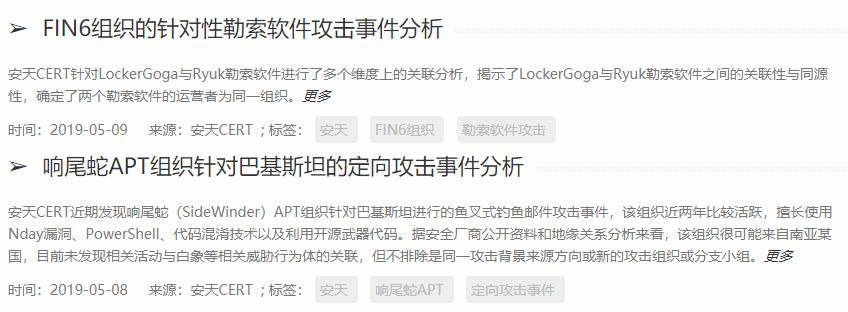 ➢ FIN6组织的针对性勒索软件攻击事件分析
安天CERT针对LockerGoga与Ryuk勒索软件进行了多个维度上的关联分析，揭示了LockerGoga与Ryuk勒索软件之间的关联性与同源
性，确定了两个勒索软件的运营者为同一组织。更多
时间：2019-05-09 来源：安天CERT ; 标签： 安天 FIN6组织 勒索软件攻击
➢ 响尾蛇APT组织针对巴基斯坦的定向攻击事件分析
安天CERT近期发现响尾蛇（SideWinder）APT组织针对巴基斯坦进行的鱼叉式钓鱼邮件攻击事件，该组织近两年比较活跃，擅长使用
Nday漏洞、PowerShell、代码混淆技术以及利用开源武器代码。据安全厂商公开资料和地缘关系分析来看，该组织很可能来自南亚某
国，目前未发现相关活动与白象等相关威胁行为体的关联，但不排除是同一攻击背景来源方向或新的攻击组织或分支小组。更多
时间：2019-05-08 来源：安天CERT ; 标签： 安天 响尾蛇APT 定向攻击事件